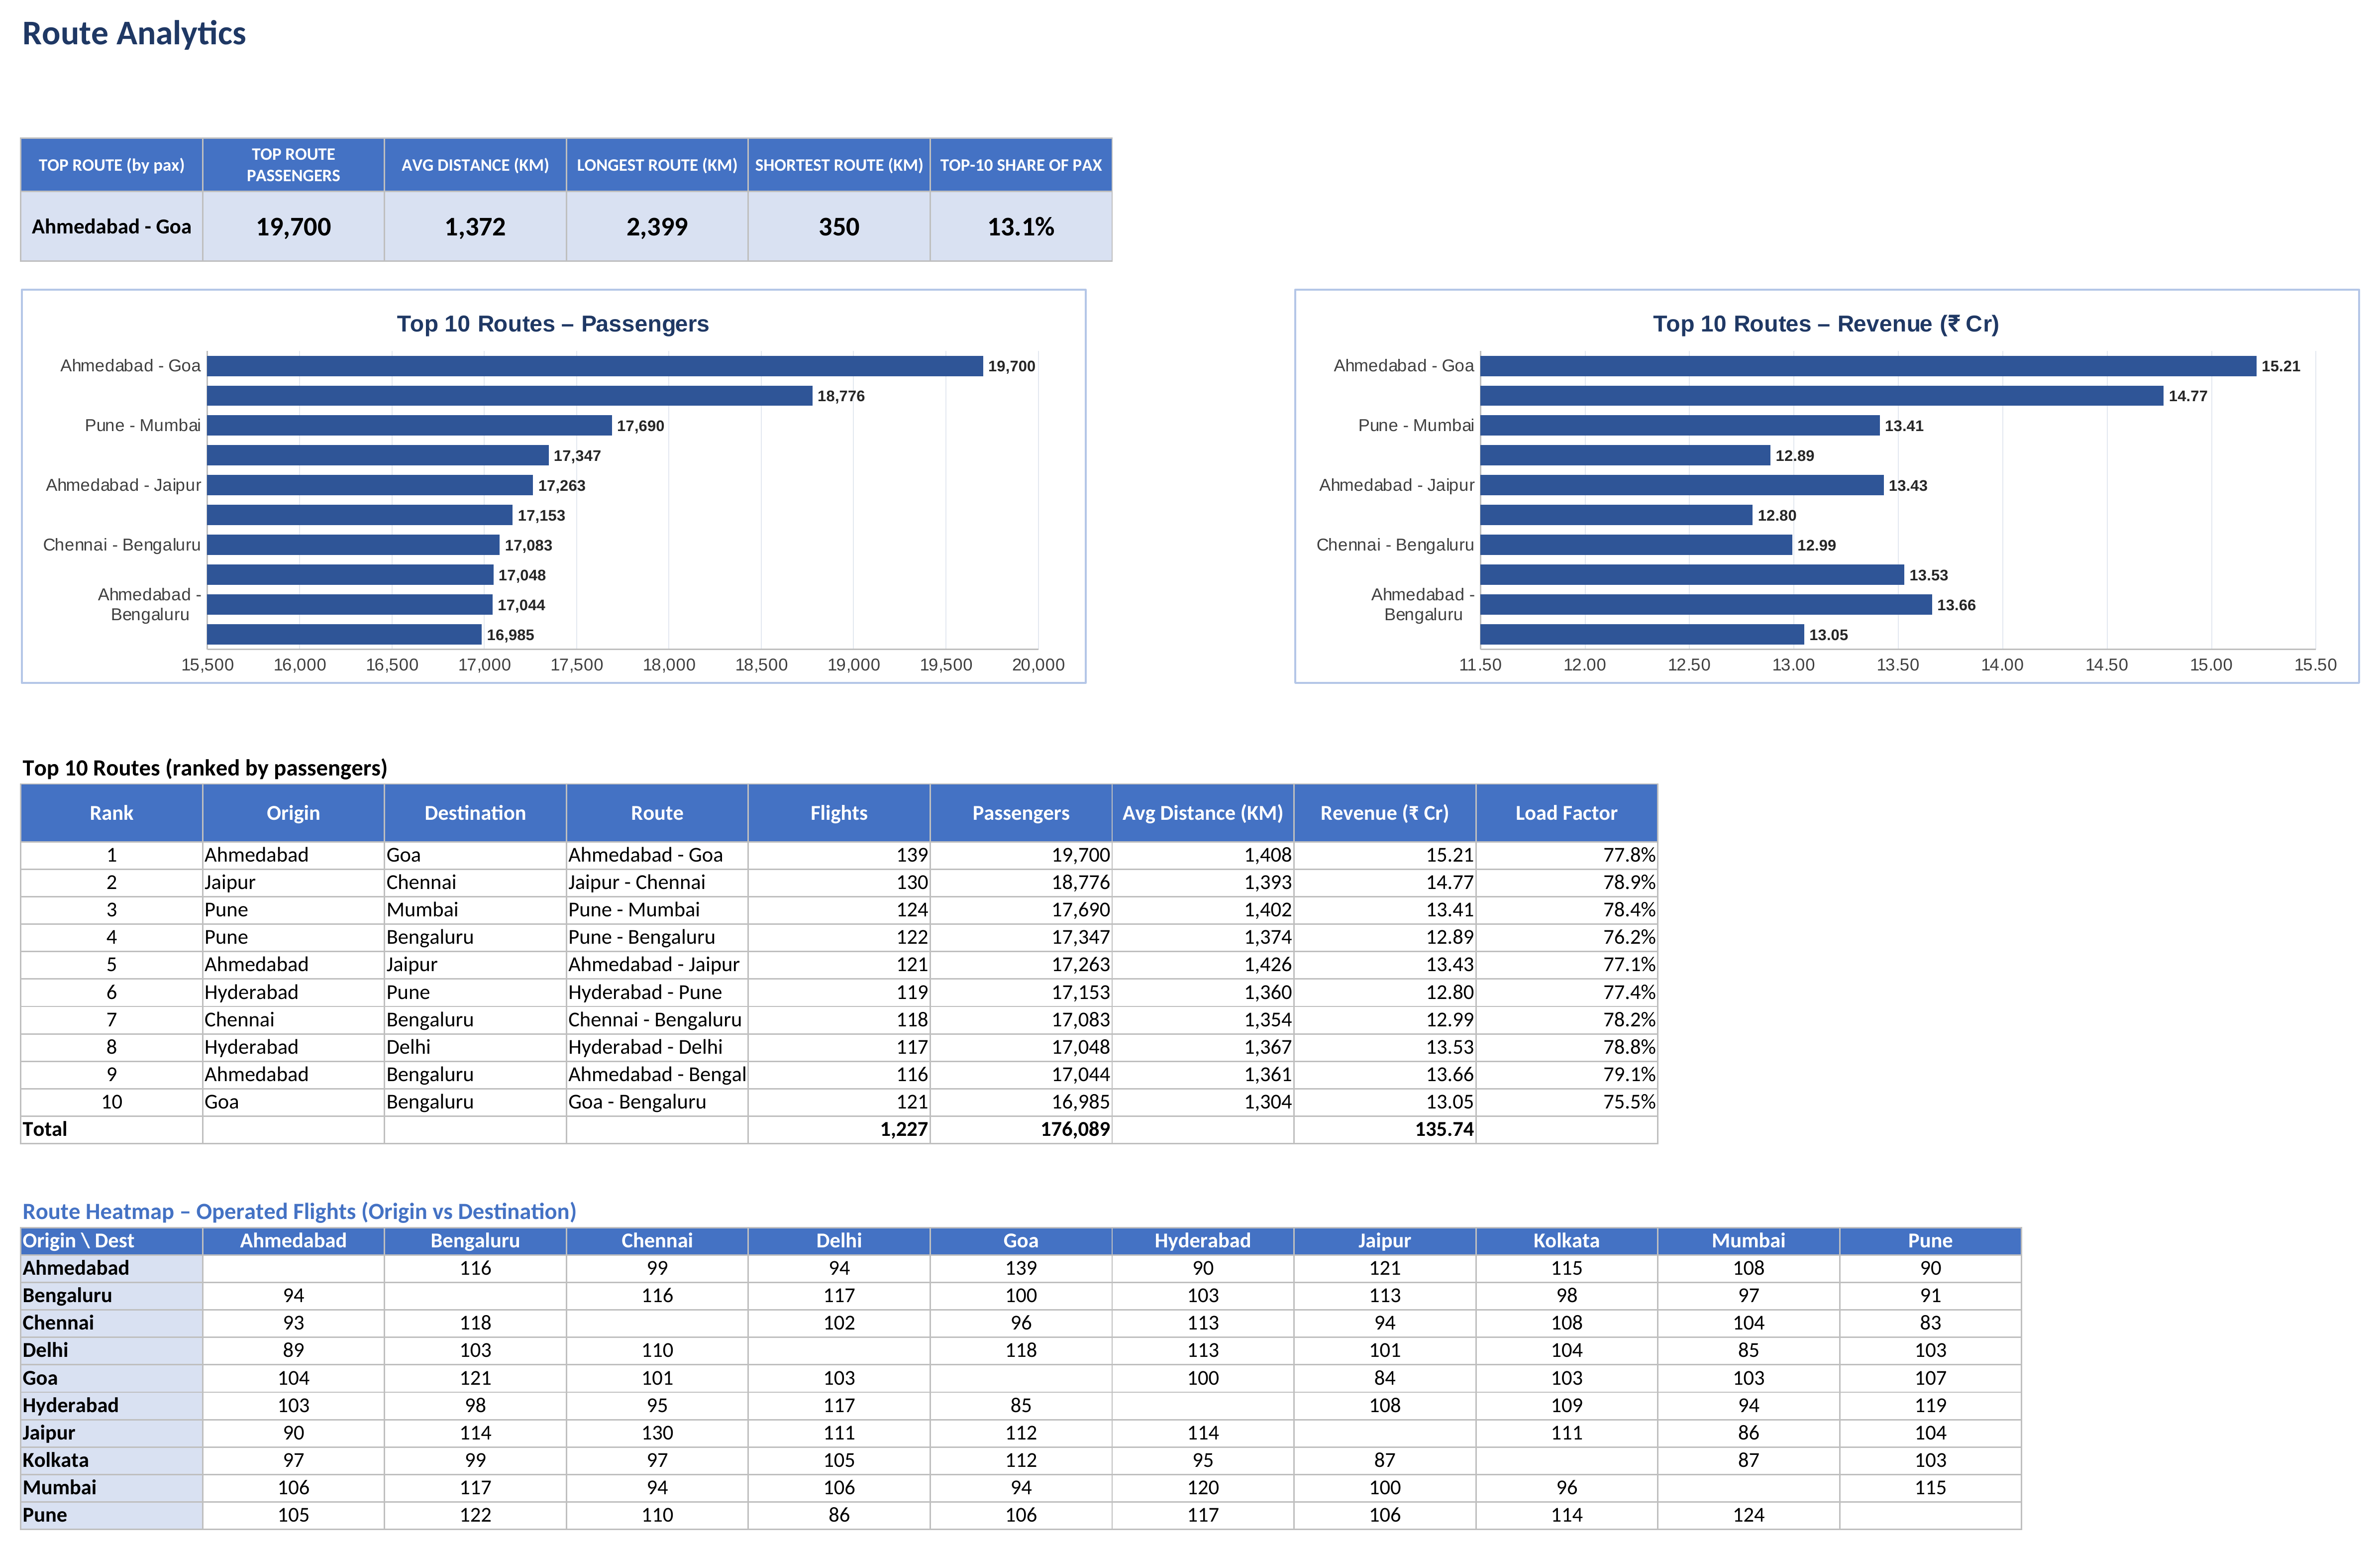 Route Analytics
TOP ROUTE (by pax) TOP ROUTE PASSENGERS AVG DISTANCE (KM) LONGEST ROUTE (KM) SHORTEST ROUTE (KM) TOP-10 SHARE OF PAX
Ahmedabad - Goa 19,700 1,372 2,399 350 13.1%
Top 10 Routes – Passengers
Ahmedabad - Goa 19,700
18,776
Pune - Mumbai 17,690
17,347
Ahmedabad - Jaipur 17,263
17,153
Chennai - Bengaluru 17,083
17,048
Ahmedabad - Bengaluru 17,044
16,985
15,500 16,000 16,500 17,000 17,500 18,000 18,500 19,000 19,500 20,000
Top 10 Routes – Revenue (₹ Cr)
Ahmedabad - Goa 15.21
14.77
Pune - Mumbai 13.41
12.89
Ahmedabad - Jaipur 13.43
12.80
Chennai - Bengaluru 12.99
13.53
Ahmedabad - Bengaluru 13.66
13.05
11.50 12.00 12.50 13.00 13.50 14.00 14.50 15.00 15.50
Top 10 Routes (ranked by passengers)
Rank Origin Destination Route Flights Passengers Avg Distance (KM) Revenue (₹ Cr) Load Factor
1 Ahmedabad Goa Ahmedabad - Goa 139 19,700 1,408 15.21 77.8%
2 Jaipur Chennai Jaipur - Chennai 130 18,776 1,393 14.77 78.9%
3 Pune Mumbai Pune - Mumbai 124 17,690 1,402 13.41 78.4%
4 Pune Bengaluru Pune - Bengaluru 122 17,347 1,374 12.89 76.2%
5 Ahmedabad Jaipur Ahmedabad - Jaipur 121 17,263 1,426 13.43 77.1%
6 Hyderabad Pune Hyderabad - Pune 119 17,153 1,360 12.80 77.4%
7 Chennai Bengaluru Chennai - Bengaluru 118 17,083 1,354 12.99 78.2%
8 Hyderabad Delhi Hyderabad - Delhi 117 17,048 1,367 13.53 78.8%
9 Ahmedabad Bengaluru Ahmedabad - Bengal 116 17,044 1,361 13.66 79.1%
10 Goa Bengaluru Goa - Bengaluru 121 16,985 1,304 13.05 75.5%
Total 1,227 176,089 135.74
Route Heatmap – Operated Flights (Origin vs Destination)
Origin \ Dest Ahmedabad Bengaluru Chennai Delhi Goa Hyderabad Jaipur Kolkata Mumbai Pune
Ahmedabad 116 99 94 139 90 121 115 108 90
Bengaluru 94 116 117 100 103 113 98 97 91
Chennai 93 118 102 96 113 94 108 104 83
Delhi 89 103 110 118 113 101 104 85 103
Goa 104 121 101 103 100 84 103 103 107
Hyderabad 103 98 95 117 85 108 109 94 119
Jaipur 90 114 130 111 112 114 111 86 104
Kolkata 97 99 97 105 112 95 87 87 103
Mumbai 106 117 94 106 94 120 100 96 115
Pune 105 122 110 86 106 117 106 114 124